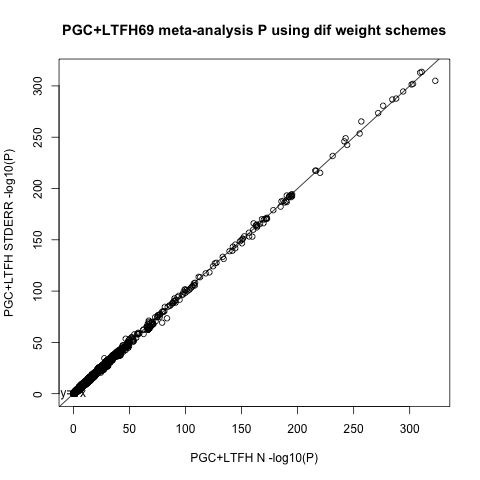 PGC+LTFH69 meta-analysis P using dif weight schemes
PGC+LTFH STDERR -log10(P)
300
250
200
150
100
50
0
y=x
0 50 100 150 200 250 300
PGC+LTFH N -log10(P)